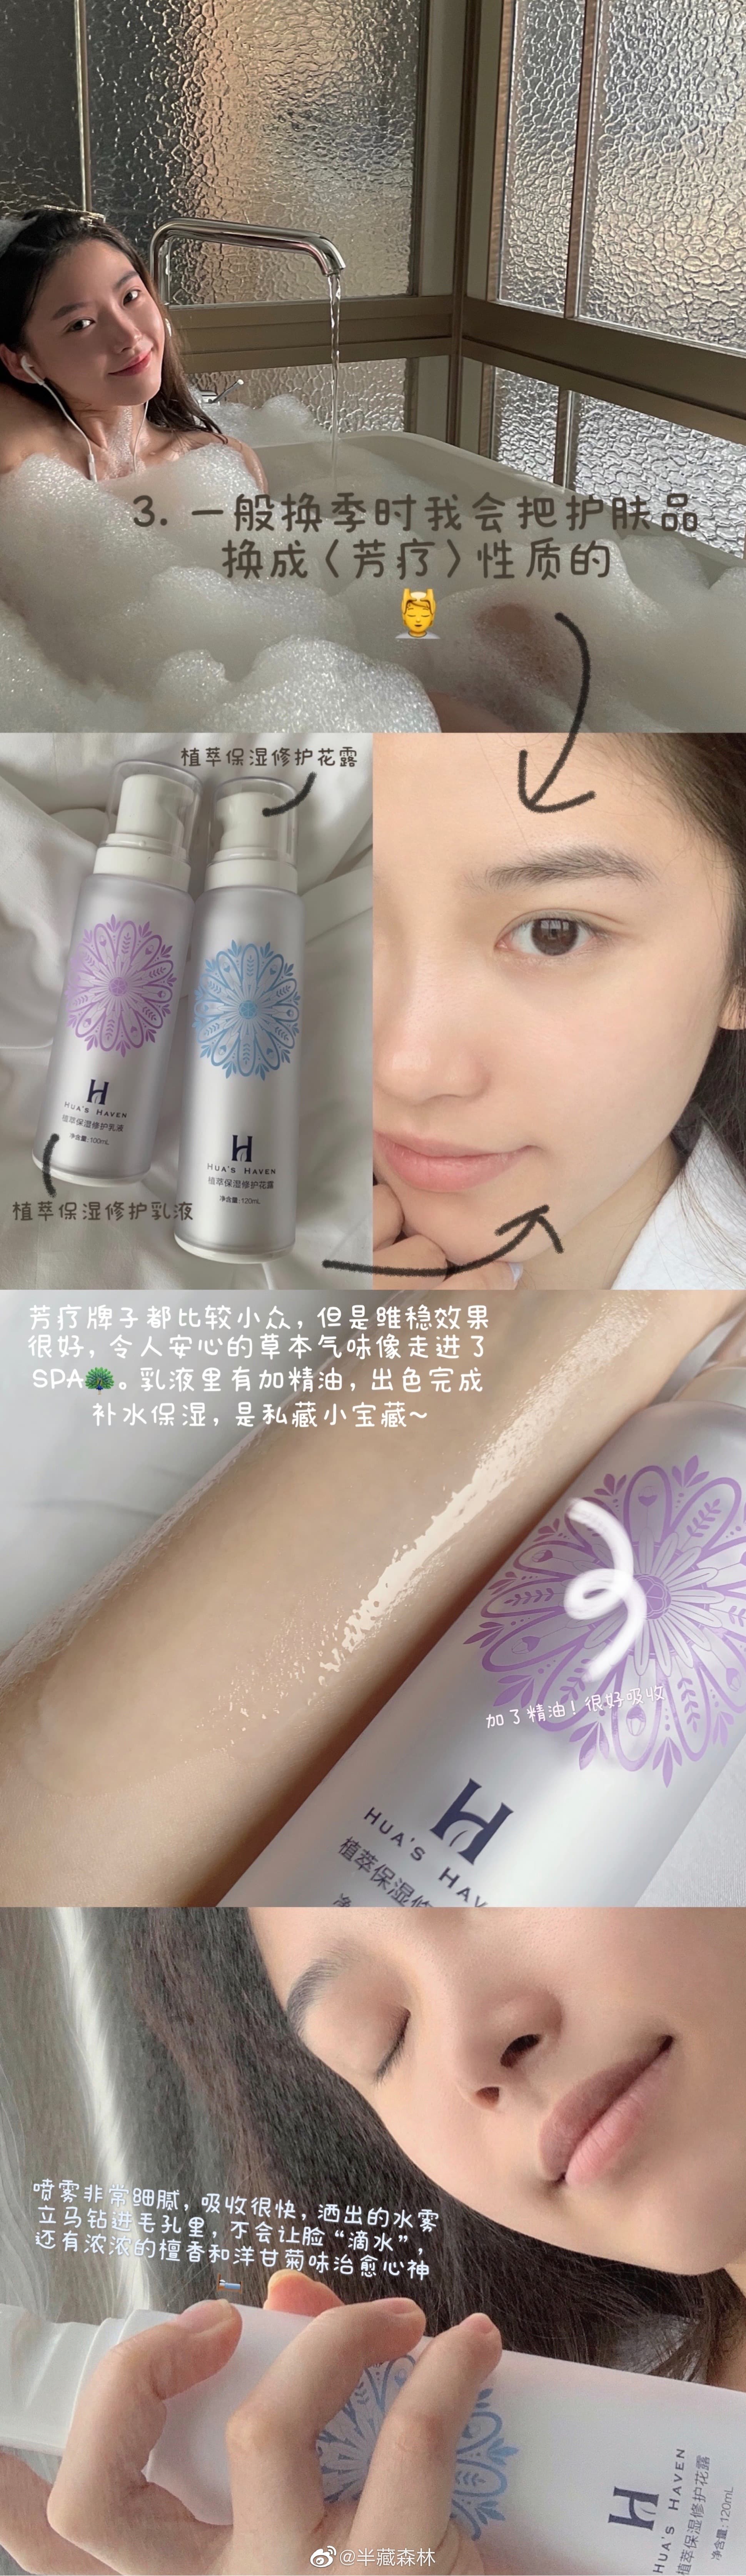 3. 一般换季时我会把护肤品
换成〈芳疗〉性质的
植萃保湿修护花露
H
HUA'S HAVEN
植萃保湿修护乳液
净含量:100mL
H
HUA'S HAVEN
植萃保湿修护花露
净含量:120mL
植萃保湿修护乳液
芳疗牌子都比较小众，但是维稳效果
很好，令人安心的草本气味像走进了
SPA🦚。乳液里有加精油，出色完成
补水保湿，是私藏小宝藏~
加了精油！很好吸收
H
HUA'S HAV
植萃保湿修
喷雾非常细腻，吸收很快，洒出的水雾
立马钻进毛孔里，不会让脸“滴水”，
还有浓浓的檀香和洋甘菊味治愈心神
H
HUA'S HAVEN
植萃保湿修护花露
净含量:120mL
@半藏森林